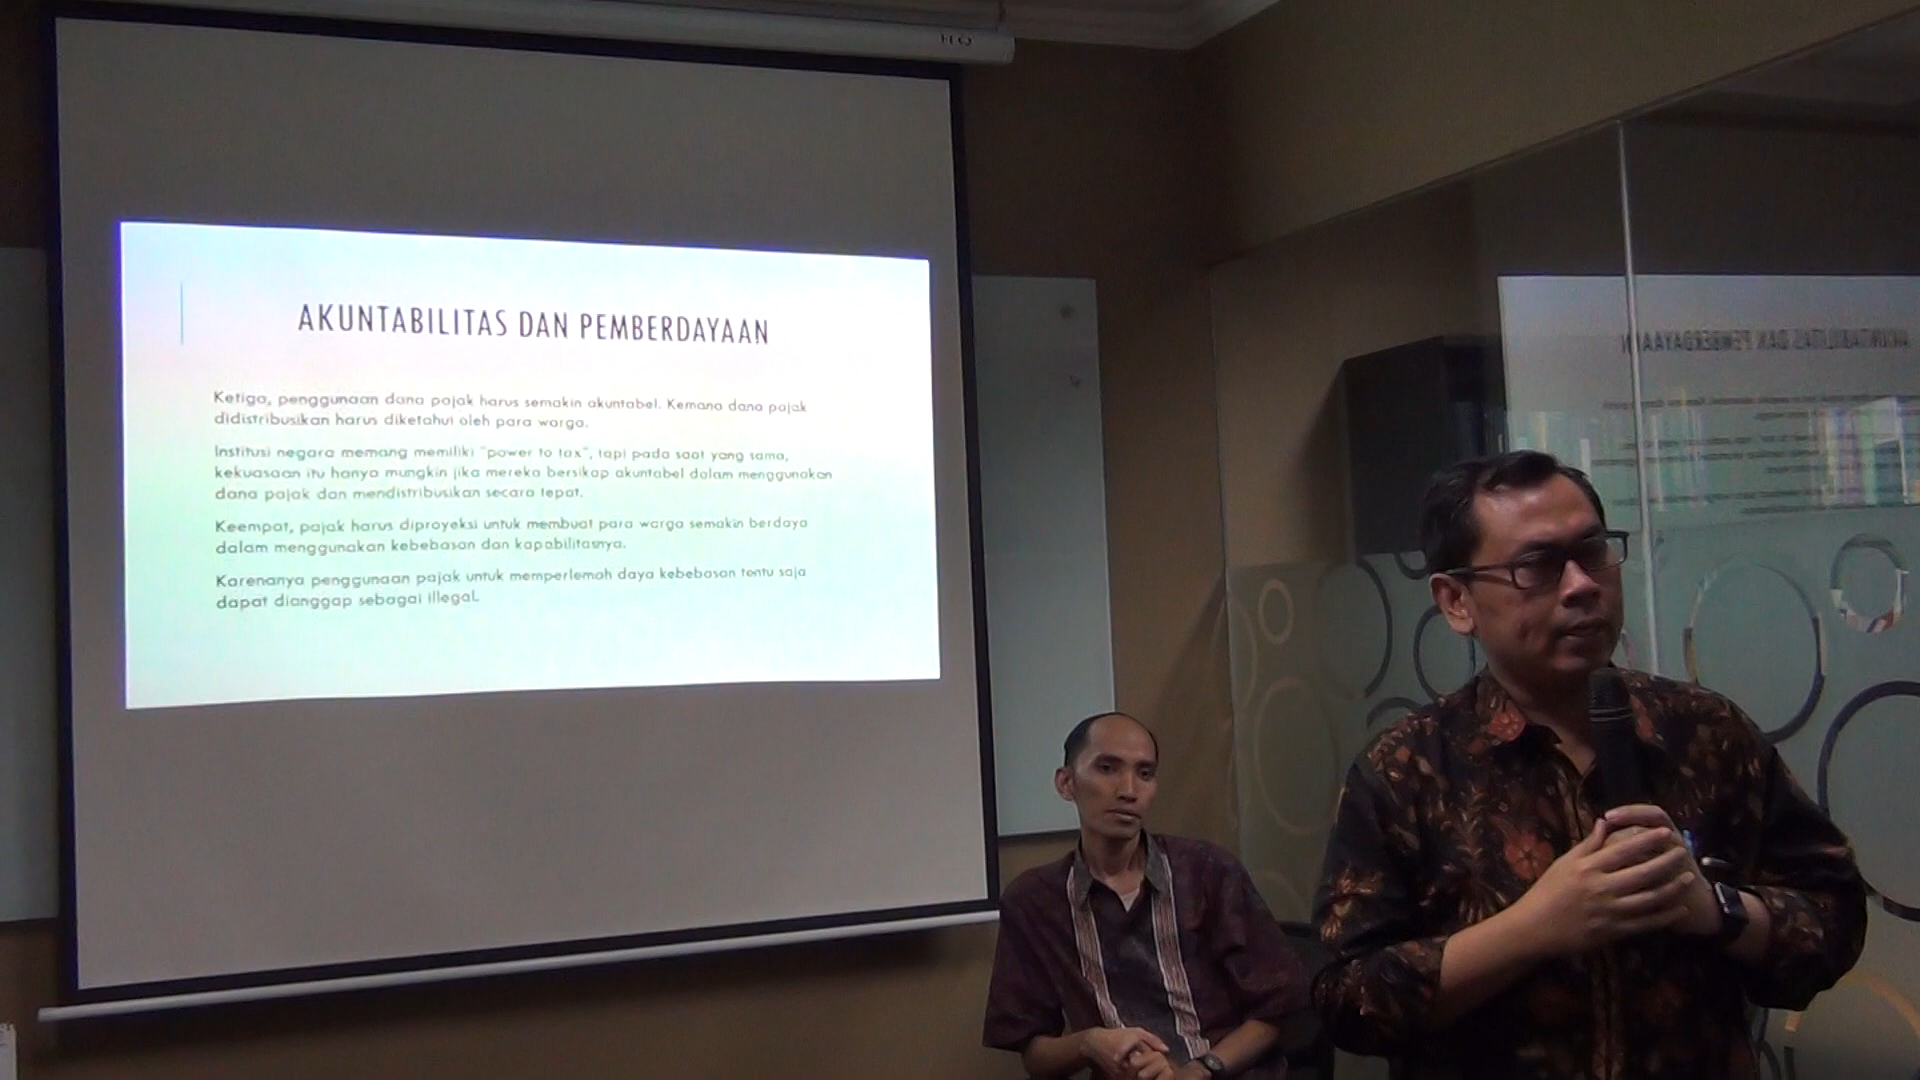 AKUNTABILITAS DAN PEMBERDAYAAN
Ketiga, penggunaan dana pajak harus semakin akuntabel. Kemana dana pajak
didistribusikan harus diketahui oleh para warga.
Institusi negara memang memiliki "power to tax", tapi pada saat yang sama,
kekuasaan itu hanya mungkin jika mereka bersikap akuntabel dalam menggunakan
dana pajak dan mendistribusikan secara tepat.
Keempat, pajak harus diproyeksi untuk membuat para warga semakin berdaya
dalam menggunakan kebebasan dan kapabilitasnya.
Karenanya penggunaan pajak untuk memperlemah daya kebebasan tentu saja
dapat dianggap sebagai illegal.
AKUNTABILITAS DAN PEMBERDAYAAN